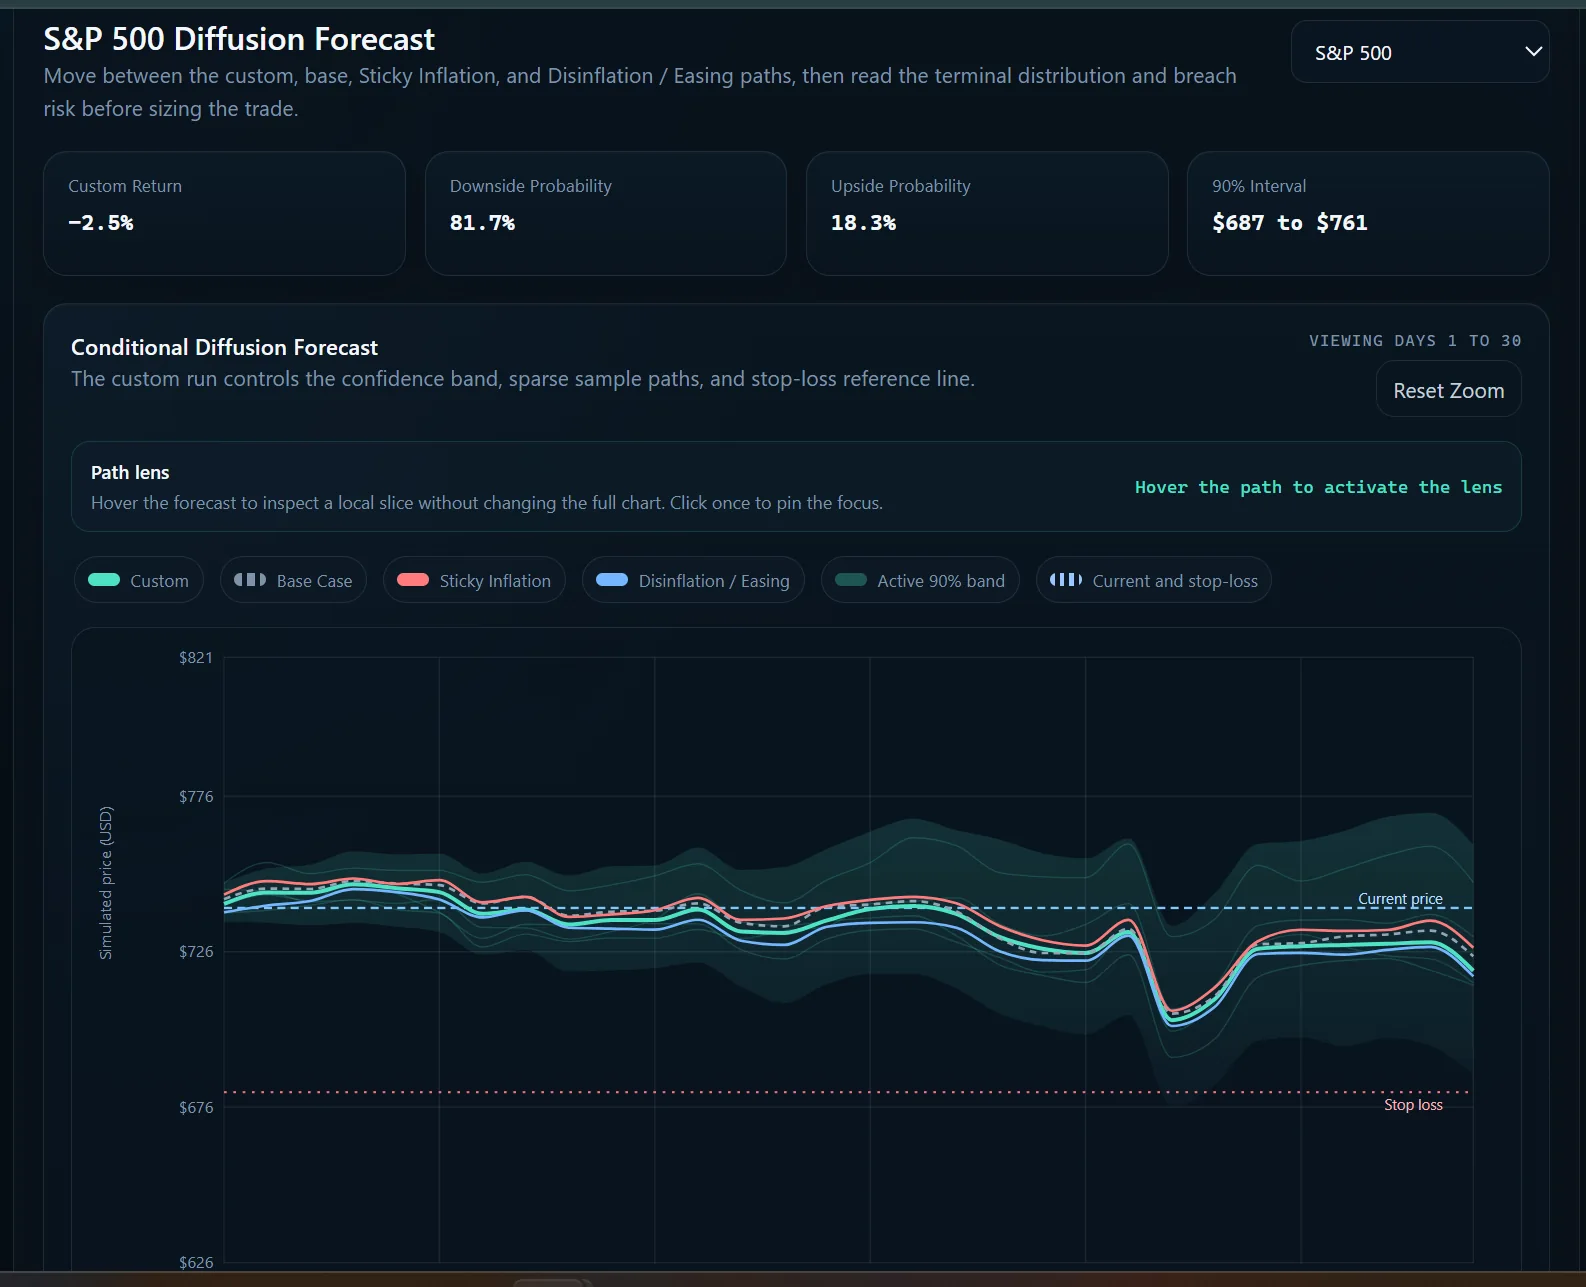 S&P 500 Diffusion Forecast
S&P 500
Move between the custom, base, Sticky Inflation, and Disinflation / Easing paths, then read the terminal distribution and breach
risk before sizing the trade.
Custom Return
−2.5%
Downside Probability
81.7%
Upside Probability
18.3%
90% Interval
$687 to $761
Conditional Diffusion Forecast
The custom run controls the confidence band, sparse sample paths, and stop-loss reference line.
VIEWING DAYS 1 TO 30
Reset Zoom
Path lens
Hover the forecast to inspect a local slice without changing the full chart. Click once to pin the focus.
Hover the path to activate the lens
Custom
Base Case
Sticky Inflation
Disinflation / Easing
Active 90% band
Current and stop-loss
Simulated price (USD)
$821
$776
$726
$676
$626
Current price
Stop loss